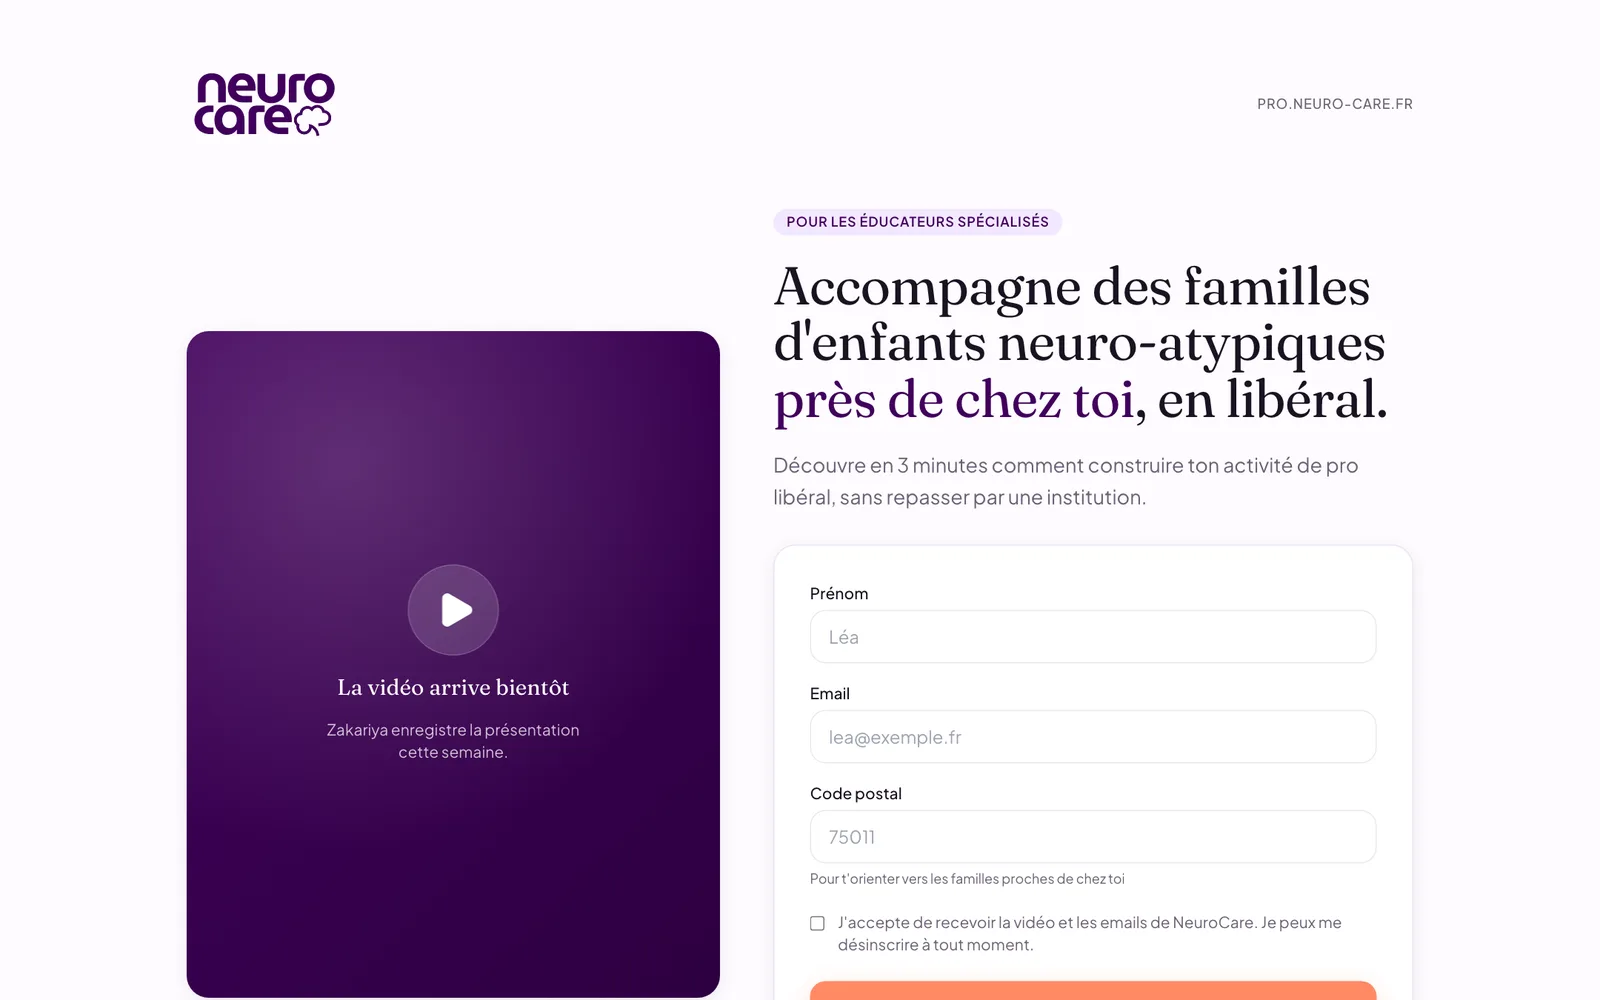 neuro
care
PRO.NEURO-CARE.FR
POUR LES ÉDUCATEURS SPÉCIALISÉS
Accompagne des familles
d'enfants neuro-atypiques
près de chez toi, en libéral.
Découvre en 3 minutes comment construire ton activité de pro
libéral, sans repasser par une institution.
La vidéo arrive bientôt
Zakariya enregistre la présentation
cette semaine.
Prénom
Léa
Email
lea@exemple.fr
Code postal
75011
Pour t'orienter vers les familles proches de chez toi
J'accepte de recevoir la vidéo et les emails de NeuroCare. Je peux me
désinscrire à tout moment.